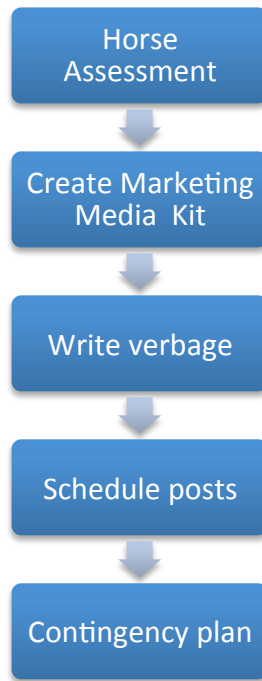 Horse
Assessment
Create Marketing
Media Kit
Write verbage
Schedule posts
Contingency plan